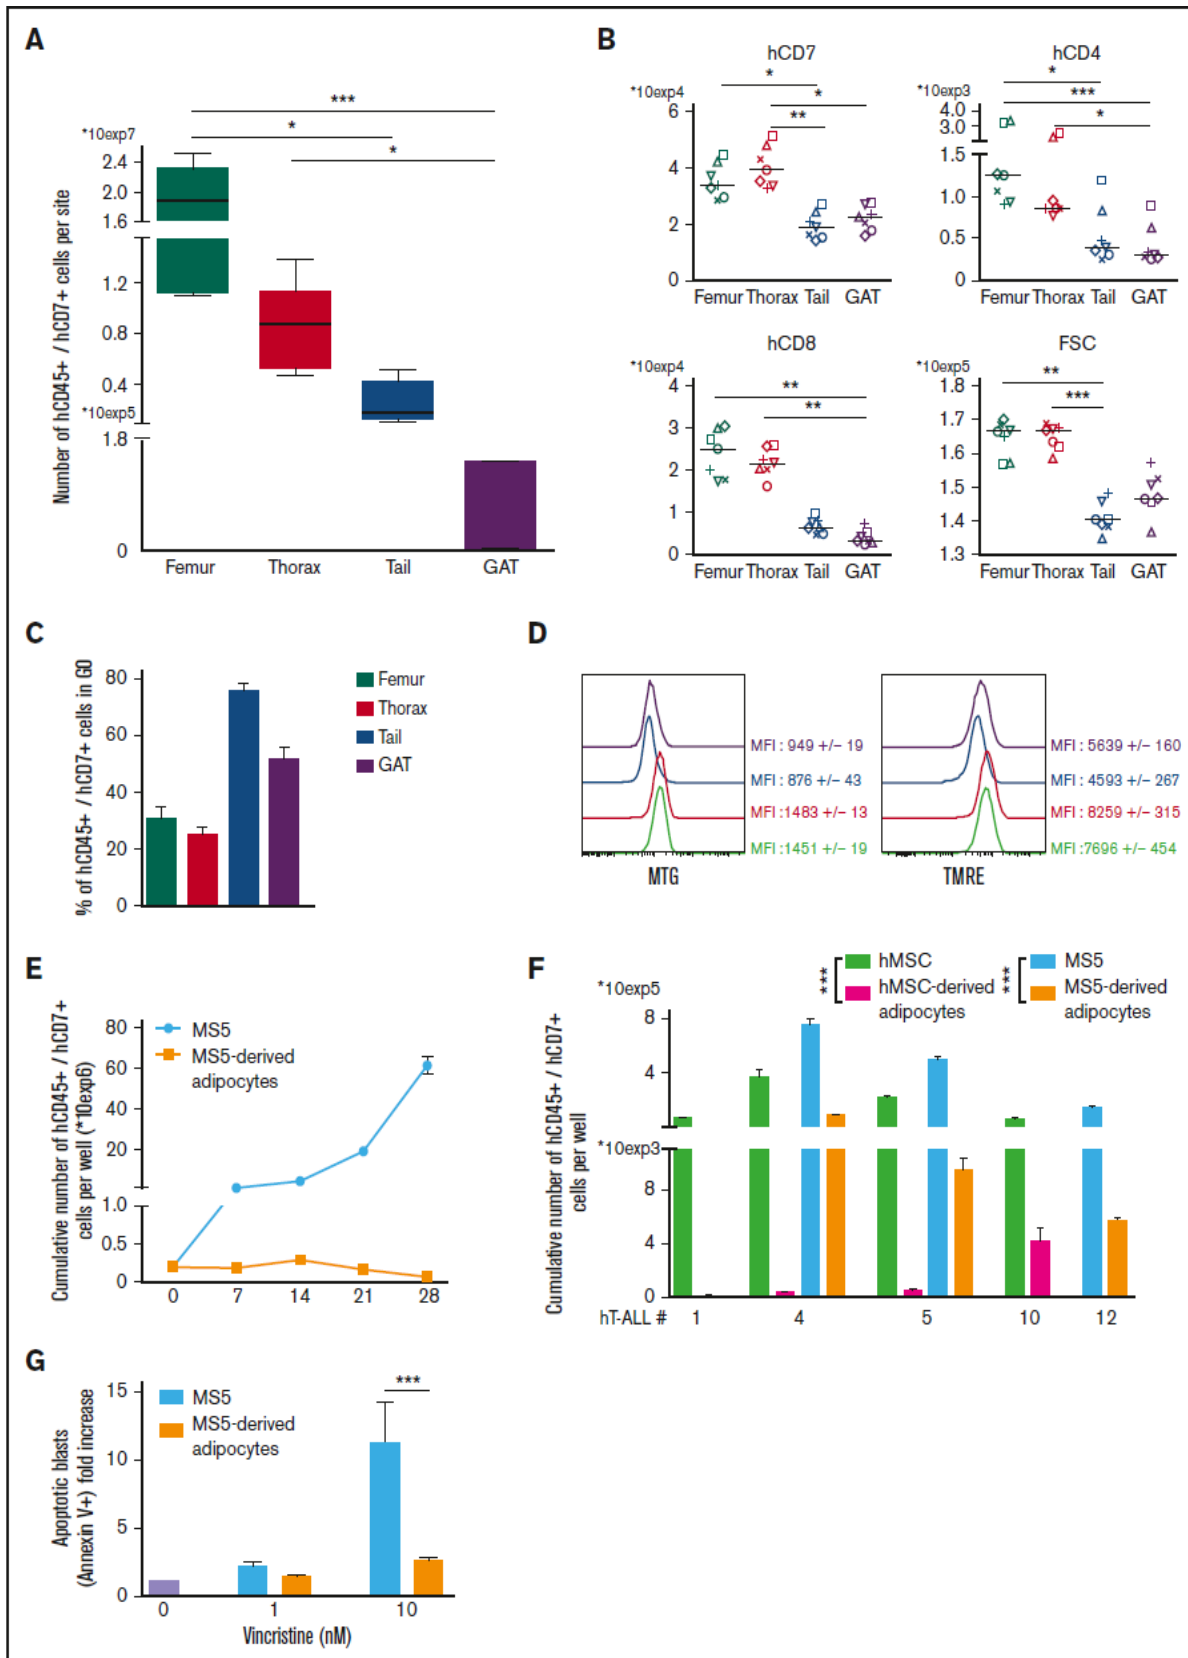 A
*10exp7
2.4
2.0
1.6
1.2
0.8
0.4
*10exp5
1.8
0
Number of hCD45+ / hCD7+ cells per site
***
*
*
Femur Thorax Tail GAT
B
hCD7
*10exp4
6
4
2
0
*
*
**
Femur Thorax Tail GAT
hCD4
*10exp3
4.0
3.0
1.5
1.0
0.5
0
*
***
*
Femur Thorax Tail GAT
hCD8
*10exp4
4
3
2
1
0
**
**
Femur Thorax Tail GAT
FSC
*10exp5
1.8
1.7
1.6
1.5
1.4
1.3
**
***
Femur Thorax Tail GAT
C
% of hCD45+ / hCD7+ cells in G0
80
60
40
20
0
Femur
Thorax
Tail
GAT
D
MFI : 949 +/− 19
MFI : 876 +/− 43
MFI :1483 +/− 13
MFI :1451 +/− 19
MTG
MFI : 5639 +/− 160
MFI : 4593 +/− 267
MFI : 8259 +/− 315
MFI :7696 +/− 454
TMRE
E
Cumulative number of hCD45+ / hCD7+
cells per well (*10exp6)
80
60
40
20
1.0
0.5
0
MS5
MS5-derived
adipocytes
0 7 14 21 28
F
*10exp5
*** hMSC
hMSC-derived
adipocytes
*** MS5
MS5-derived
adipocytes
Cumulative number of hCD45+ / hCD7+
cells per well
8
4
*10exp3
8
4
0
hT-ALL # 1 4 5 10 12
G
Apoptotic blasts
(Annexin V+) fold increase
15
10
5
0
MS5
MS5-derived
adipocytes
***
0 1 10
Vincristine (nM)